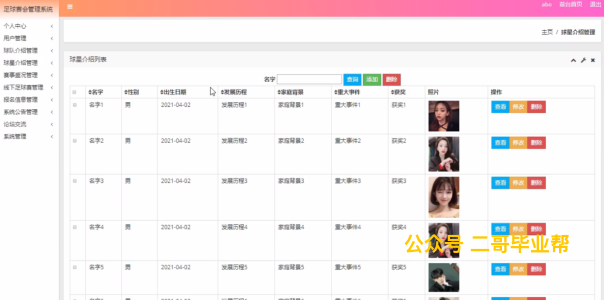 足球赛会管理系统
abo 前台首页 退出
个人中心
用户管理
球队介绍管理
球星介绍管理
赛事盛况管理
线下足球赛管理
报名信息管理
系统公告管理
论坛交流
系统管理
主页 / 球星介绍管理
球星介绍列表
名字 查询 添加 删除
名字 性别 出生日期 发展历程 家庭背景 重大事件 获奖 照片 操作
名字1 男 2021-04-02 发展历程1 家庭背景1 重大事件1 获奖1 查看 修改 删除
名字2 男 2021-04-02 发展历程2 家庭背景2 重大事件2 获奖2 查看 修改 删除
名字3 男 2021-04-02 发展历程3 家庭背景3 重大事件3 获奖3 查看 修改 删除
名字4 男 2021-04-02 发展历程4 家庭背景4 重大事件4 获奖4 查看 修改 删除
公众号 二哥毕业帮
名字5 男 2021-04-02 发展历程5 家庭背景5 重大事件5 获奖5 查看 修改 删除